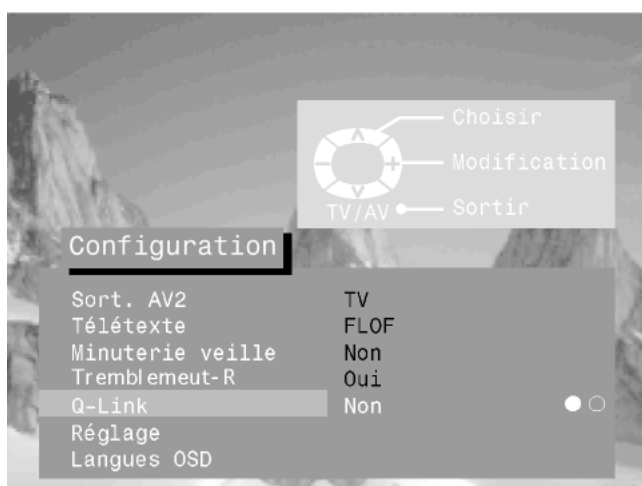 Choisir
Modification
TV/AV Sortir
Configuration
Sort. AV2 TV
Télétexte FLOF
Minuterie veille Non
Tremblemeut-R Oui
Q-Link Non
Réglage
Langues OSD